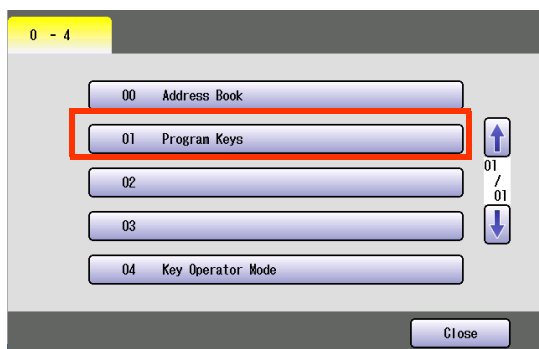 0 - 4
00 Address Book
01 Program Keys
01
/
01
02
03
04 Key Operator Mode
Close